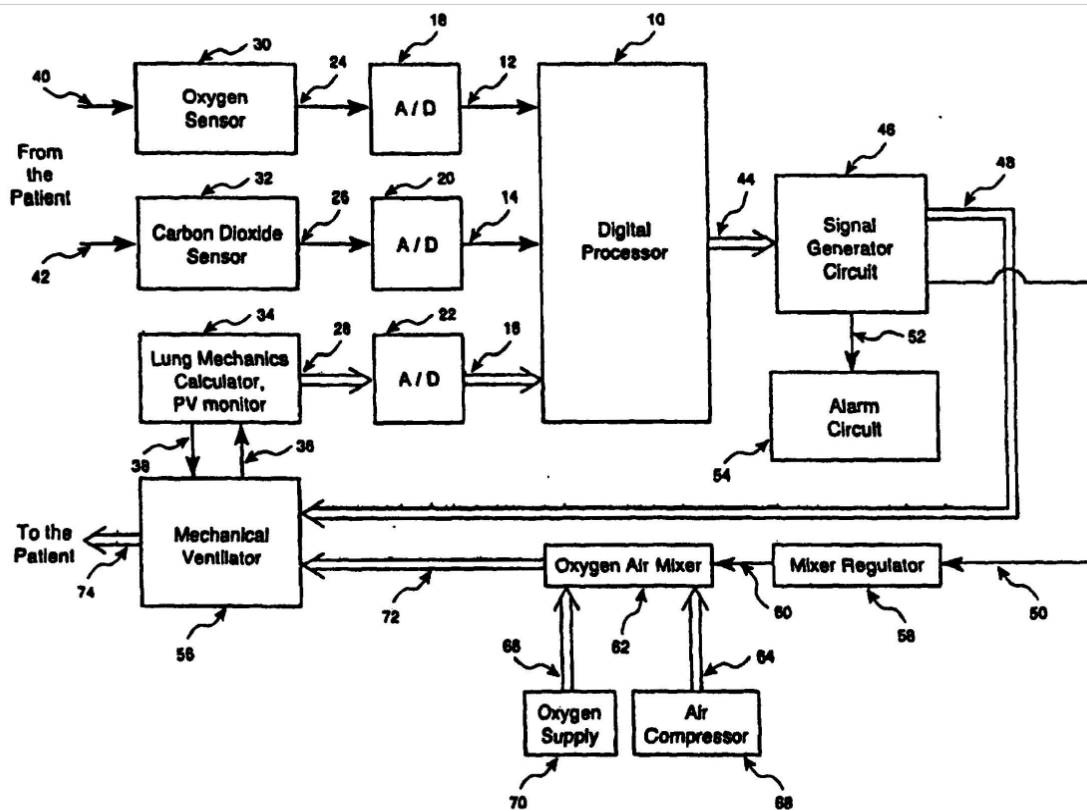 30
18
10
40
24
12
Oxygen
Sensor
A / D
46
From
the
Patient
32
20
44
48
26
14
Carbon Dioxide
Sensor
A / D
Digital
Processor
Signal
Generator
Circuit
42
34
22
28
16
52
Lung Mechanics
Calculator,
PV monitor
A / D
Alarm
Circuit
38
36
54
To the
Patient
Mechanical
Ventilator
Oxygen Air Mixer
Mixer Regulator
74
72
60
50
56
62
58
66
64
Oxygen
Supply
Air
Compressor
70
68